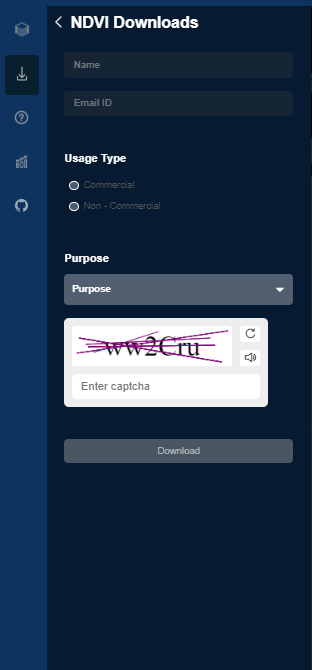 NDVI Downloads
Name
Email ID
Usage Type
Commercial
Non - Commercial
Purpose
Purpose
ww2Cru
Enter captcha
Download